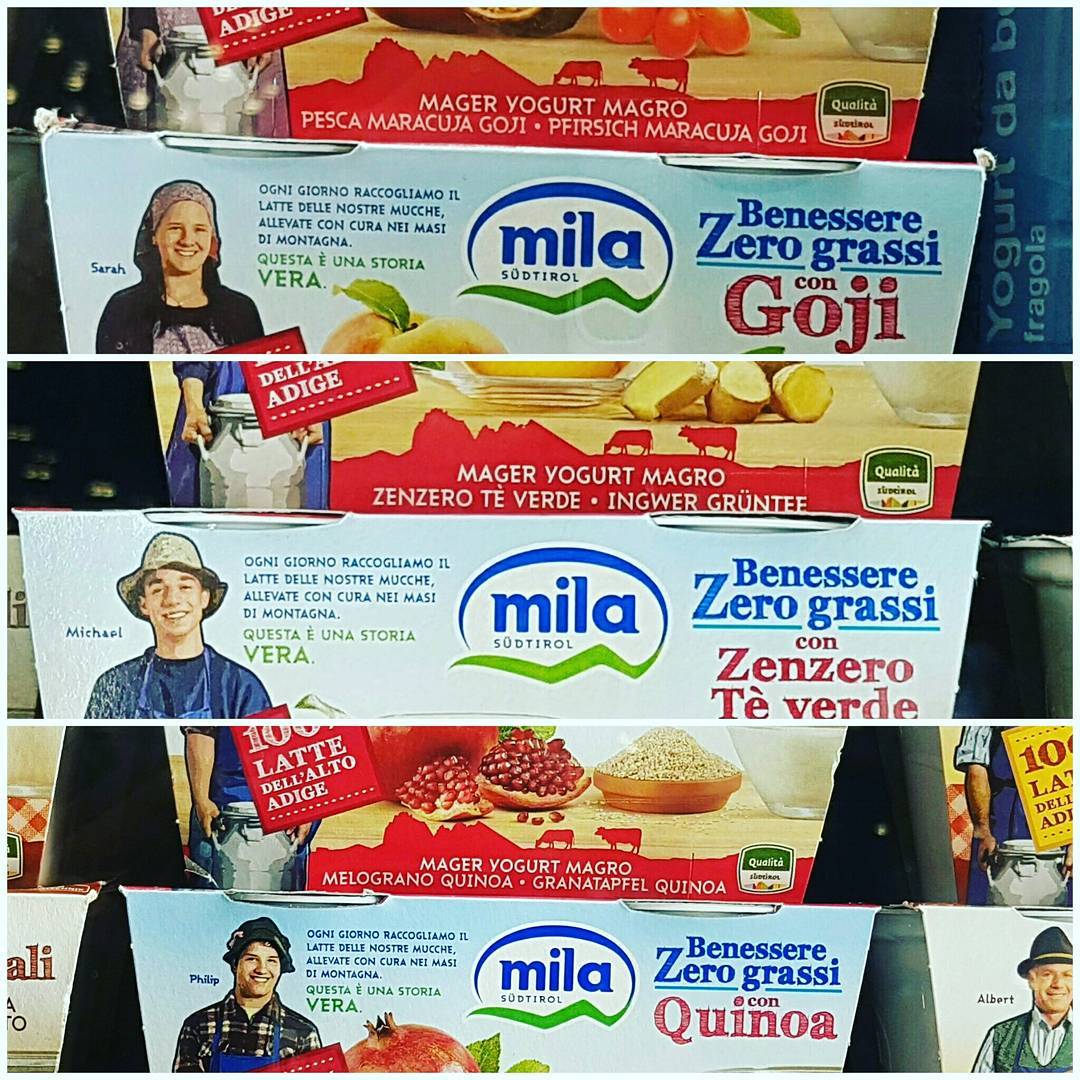 ADIGE
MAGER YOGURT MAGRO
PESCA MARACUJA GOJI • PFIRSICH MARACUJA GOJI
Qualità
SÜDTIROL
Yogurt da
fragola
Sarah
OGNI GIORNO RACCOGLIAMO IL
LATTE DELLE NOSTRE MUCCHE,
ALLEVATE CON CURA NEI MASI
DI MONTAGNA.
QUESTA È UNA STORIA
VERA.
mila
SÜDTIROL
Benessere
Zero grassi
con
Goji
DELL'A
ADIGE
MAGER YOGURT MAGRO
ZENZERO TÈ VERDE • INGWER GRÜNTEE
Qualità
SÜDTIROL
Michael
OGNI GIORNO RACCOGLIAMO IL
LATTE DELLE NOSTRE MUCCHE,
ALLEVATE CON CURA NEI MASI
DI MONTAGNA.
QUESTA È UNA STORIA
VERA.
mila
SÜDTIROL
Benessere
Zero grassi
con
Zenzero
Tè verde
100%
LATTE
DELL'ALTO
ADIGE
MAGER YOGURT MAGRO
MELOGRANO QUINOA • GRANATAPFEL QUINOA
Qualità
SÜDTIROL
Philip
OGNI GIORNO RACCOGLIAMO IL
LATTE DELLE NOSTRE MUCCHE,
ALLEVATE CON CURA NEI MASI
DI MONTAGNA.
QUESTA È UNA STORIA
VERA.
mila
SÜDTIROL
Benessere
Zero grassi
con
Quinoa
Albert